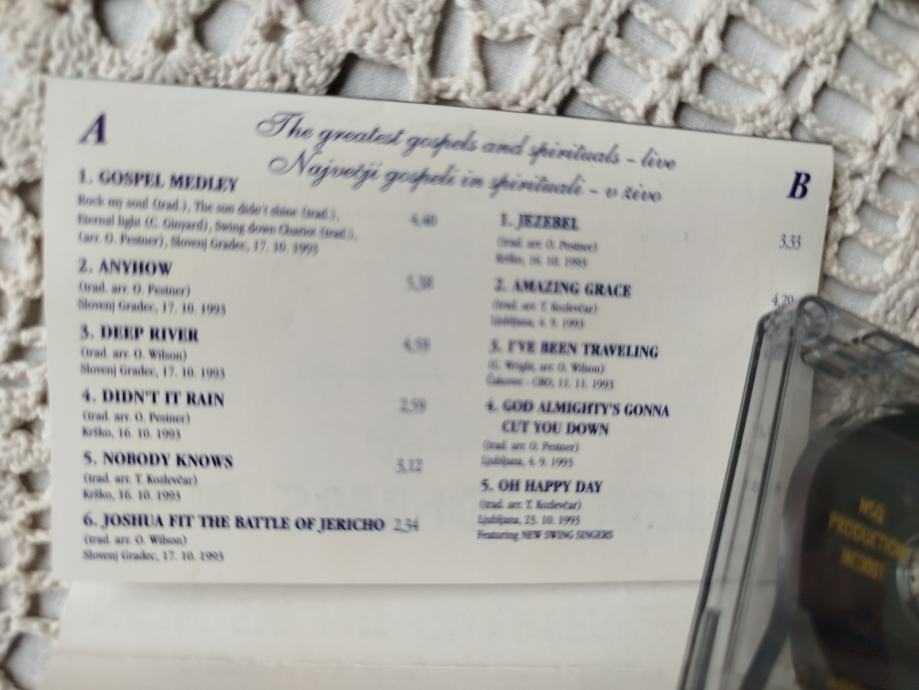 The greatest gospels and spirituals - live
Največji gospeli in spirituali - v živo
A
1. GOSPEL MEDLEY
Rock my soul (trad.), The sun didn't shine (trad.),
Eternal light (C. Ginyard), Swing down Chariot (trad.),
(arr. O. Pestner), Slovenj Gradec, 17. 10. 1993
4,40
2. ANYHOW
(trad. arr. O. Pestner)
Slovenj Gradec, 17. 10. 1993
5,38
3. DEEP RIVER
(trad. arr. O. Wilson)
Slovenj Gradec, 17. 10. 1993
4,59
4. DIDN'T IT RAIN
(trad. arr. O. Pestner)
Krško, 16. 10. 1993
2,59
5. NOBODY KNOWS
(trad. arr. T. Kozlevčar)
Krško, 16. 10. 1993
3,12
6. JOSHUA FIT THE BATTLE OF JERICHO 2,34
(trad. arr. O. Wilson)
Slovenj Gradec, 17. 10. 1993
B
1. JEZEBEL
(trad. arr. O. Pestner)
Krško, 16. 10. 1993
3,33
2. AMAZING GRACE
(trad. arr. T. Kozlevčar)
Ljubljana, 4. 9. 1993
4,29
3. I'VE BEEN TRAVELING
(C. Wright, arr. O. Wilson)
Čakovec - CRO, 11. 11. 1993
4. GOD ALMIGHTY'S GONNA
CUT YOU DOWN
(trad. arr. O. Pestner)
Ljubljana, 4. 9. 1993
5. OH HAPPY DAY
(trad. arr. T. Kozlevčar)
Ljubljana, 23. 10. 1993
Featuring NEW SWING SINGERS
NSQ
PRODUCTION